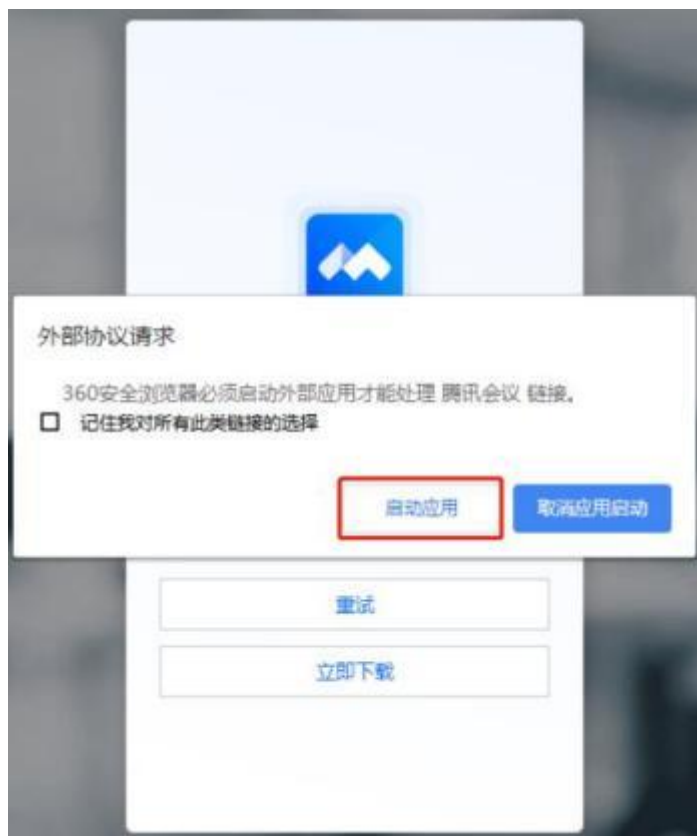 外部协议请求
360安全浏览器必须启动外部应用才能处理 腾讯会议 链接。
记住我对所有此类链接的选择
启动应用
取消应用启动
重试
立即下载